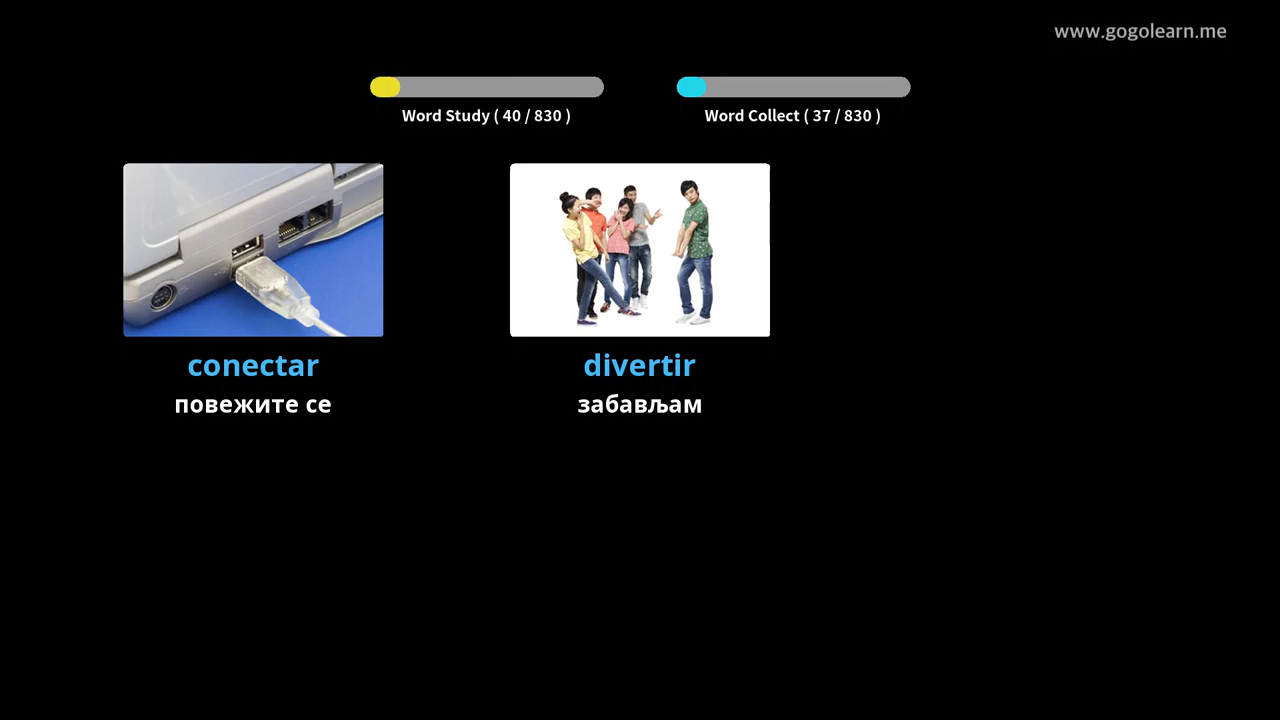 www.gogolearn.me
Word Study ( 40 / 830 )
Word Collect ( 37 / 830 )
conectar
повежите се
divertir
забављам